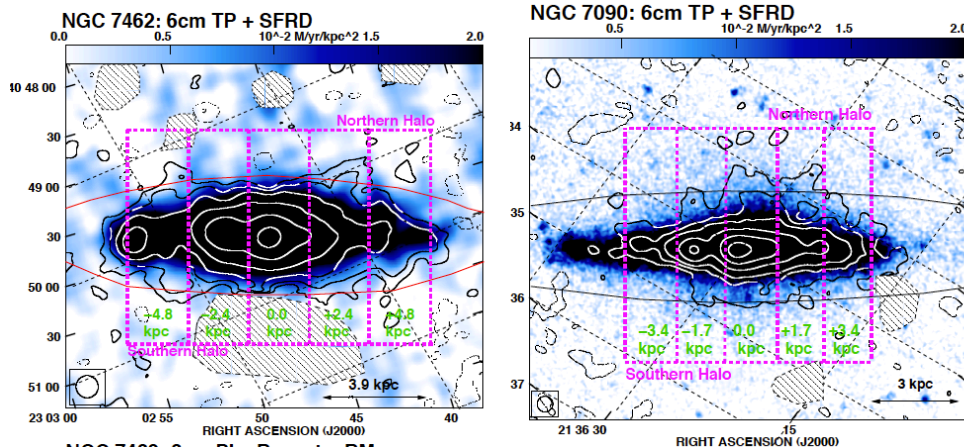 NGC 7462: 6cm TP + SFRD
0.0 0.5 10^-2 M/yr/kpc^2 1.5 2.0
40 48 00
30
49 00
30
50 00
30
51 00
Northern Halo
−4.8 kpc
−2.4 kpc
0.0 kpc
+2.4 kpc
+4.8 kpc
Southern Halo
3.9 kpc
23 03 00 02 55 50 45 40
RIGHT ASCENSION (J2000)
NGC 7090: 6cm TP + SFRD
0.5 10^-2 M/yr/kpc^2 1.5 2.0
34
35
36
37
Northern Halo
−3.4 kpc
−1.7 kpc
0.0 kpc
+1.7 kpc
+3.4 kpc
Southern Halo
3 kpc
21 36 30 15
RIGHT ASCENSION (J2000)